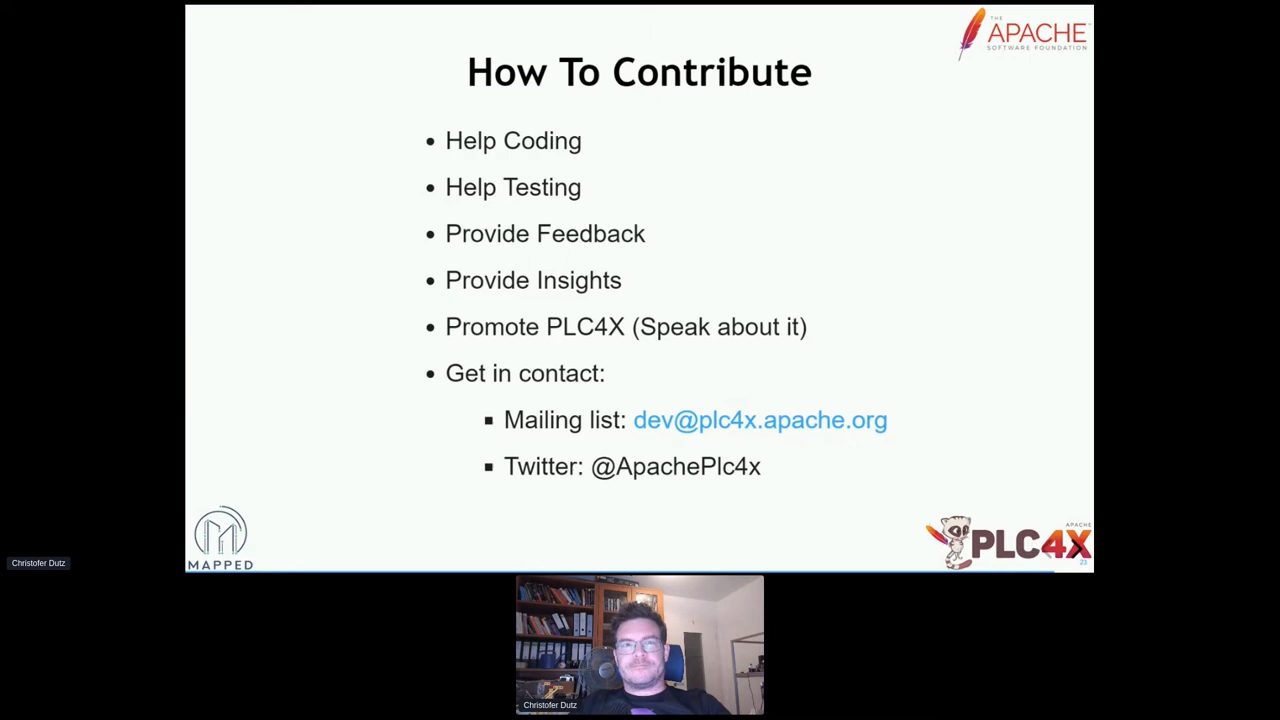 THE
APACHE
SOFTWARE FOUNDATION
How To Contribute
Help Coding
Help Testing
Provide Feedback
Provide Insights
Promote PLC4X (Speak about it)
Get in contact:
Mailing list: dev@plc4x.apache.org
Twitter: @ApachePlc4x
MAPPED
APACHE
PLC4X
23
Christofer Dutz
Christofer Dutz